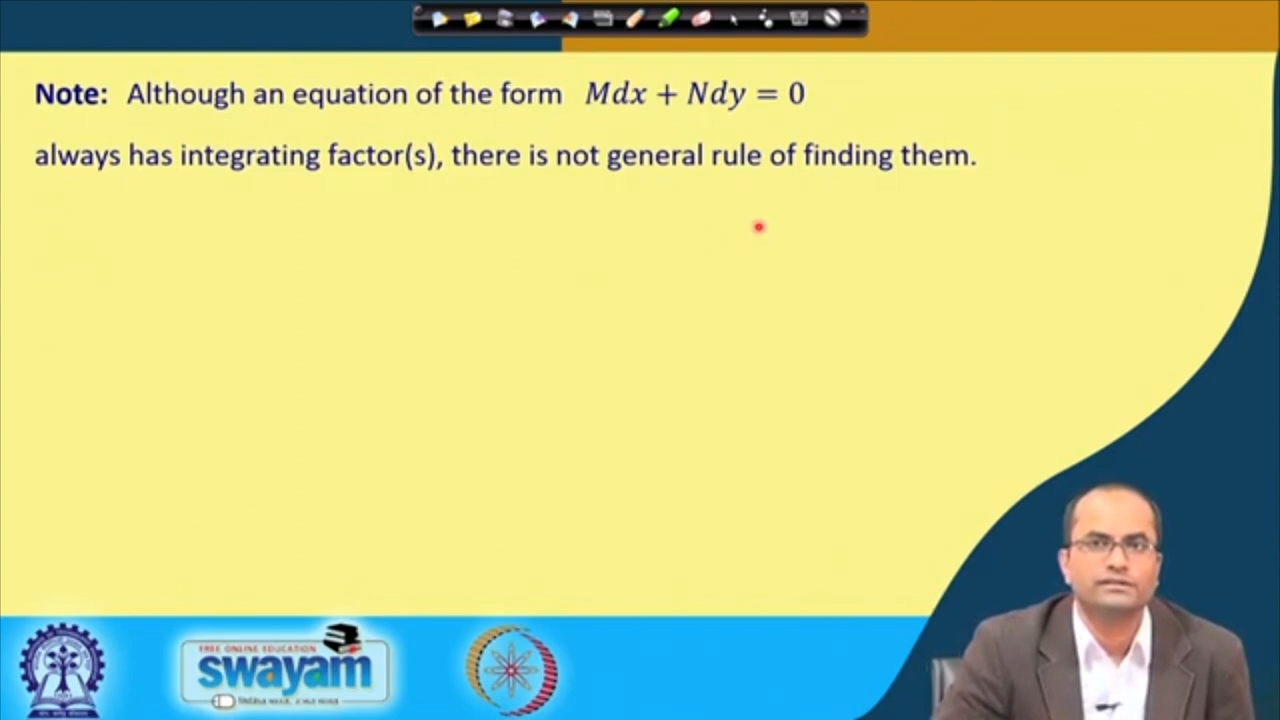 Note: Although an equation of the form Mdx + Ndy = 0
always has integrating factor(s), there is not general rule of finding them.
FREE ONLINE EDUCATION
swayam